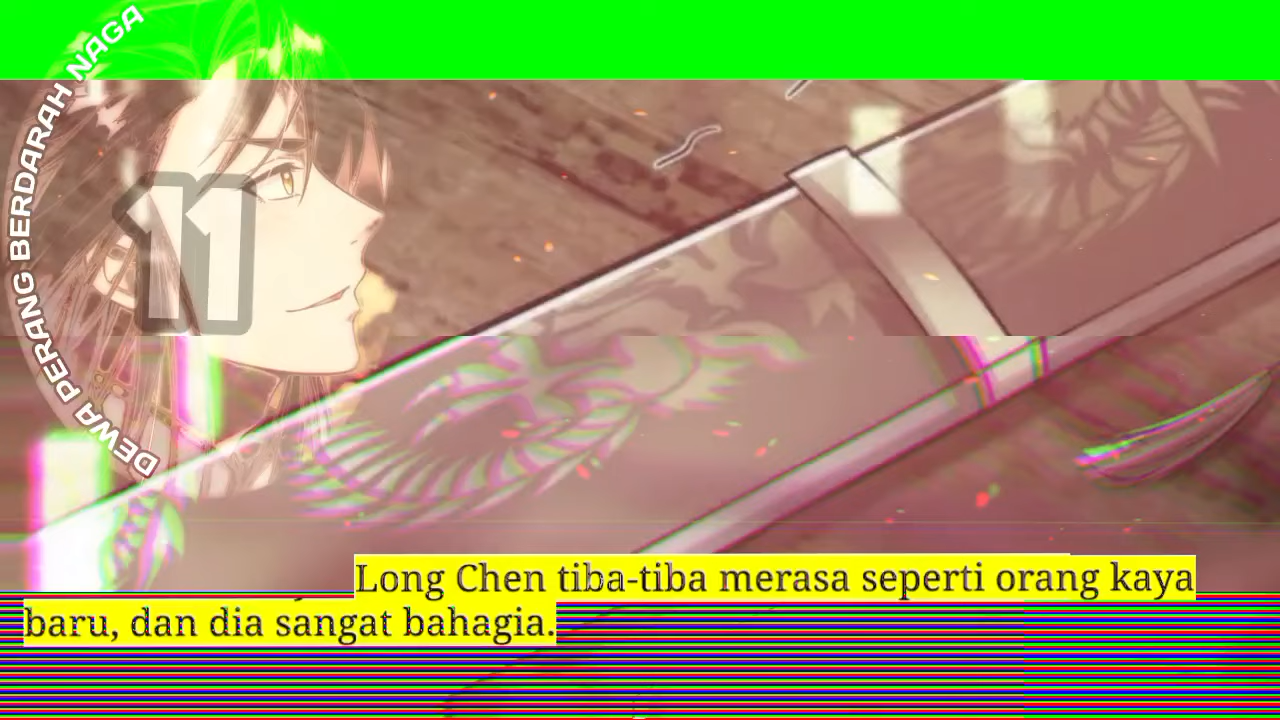 DEWA PERANG BERDARAH NAGA
11
Long Chen tiba-tiba merasa seperti orang kaya
baru, dan dia sangat bahagia.